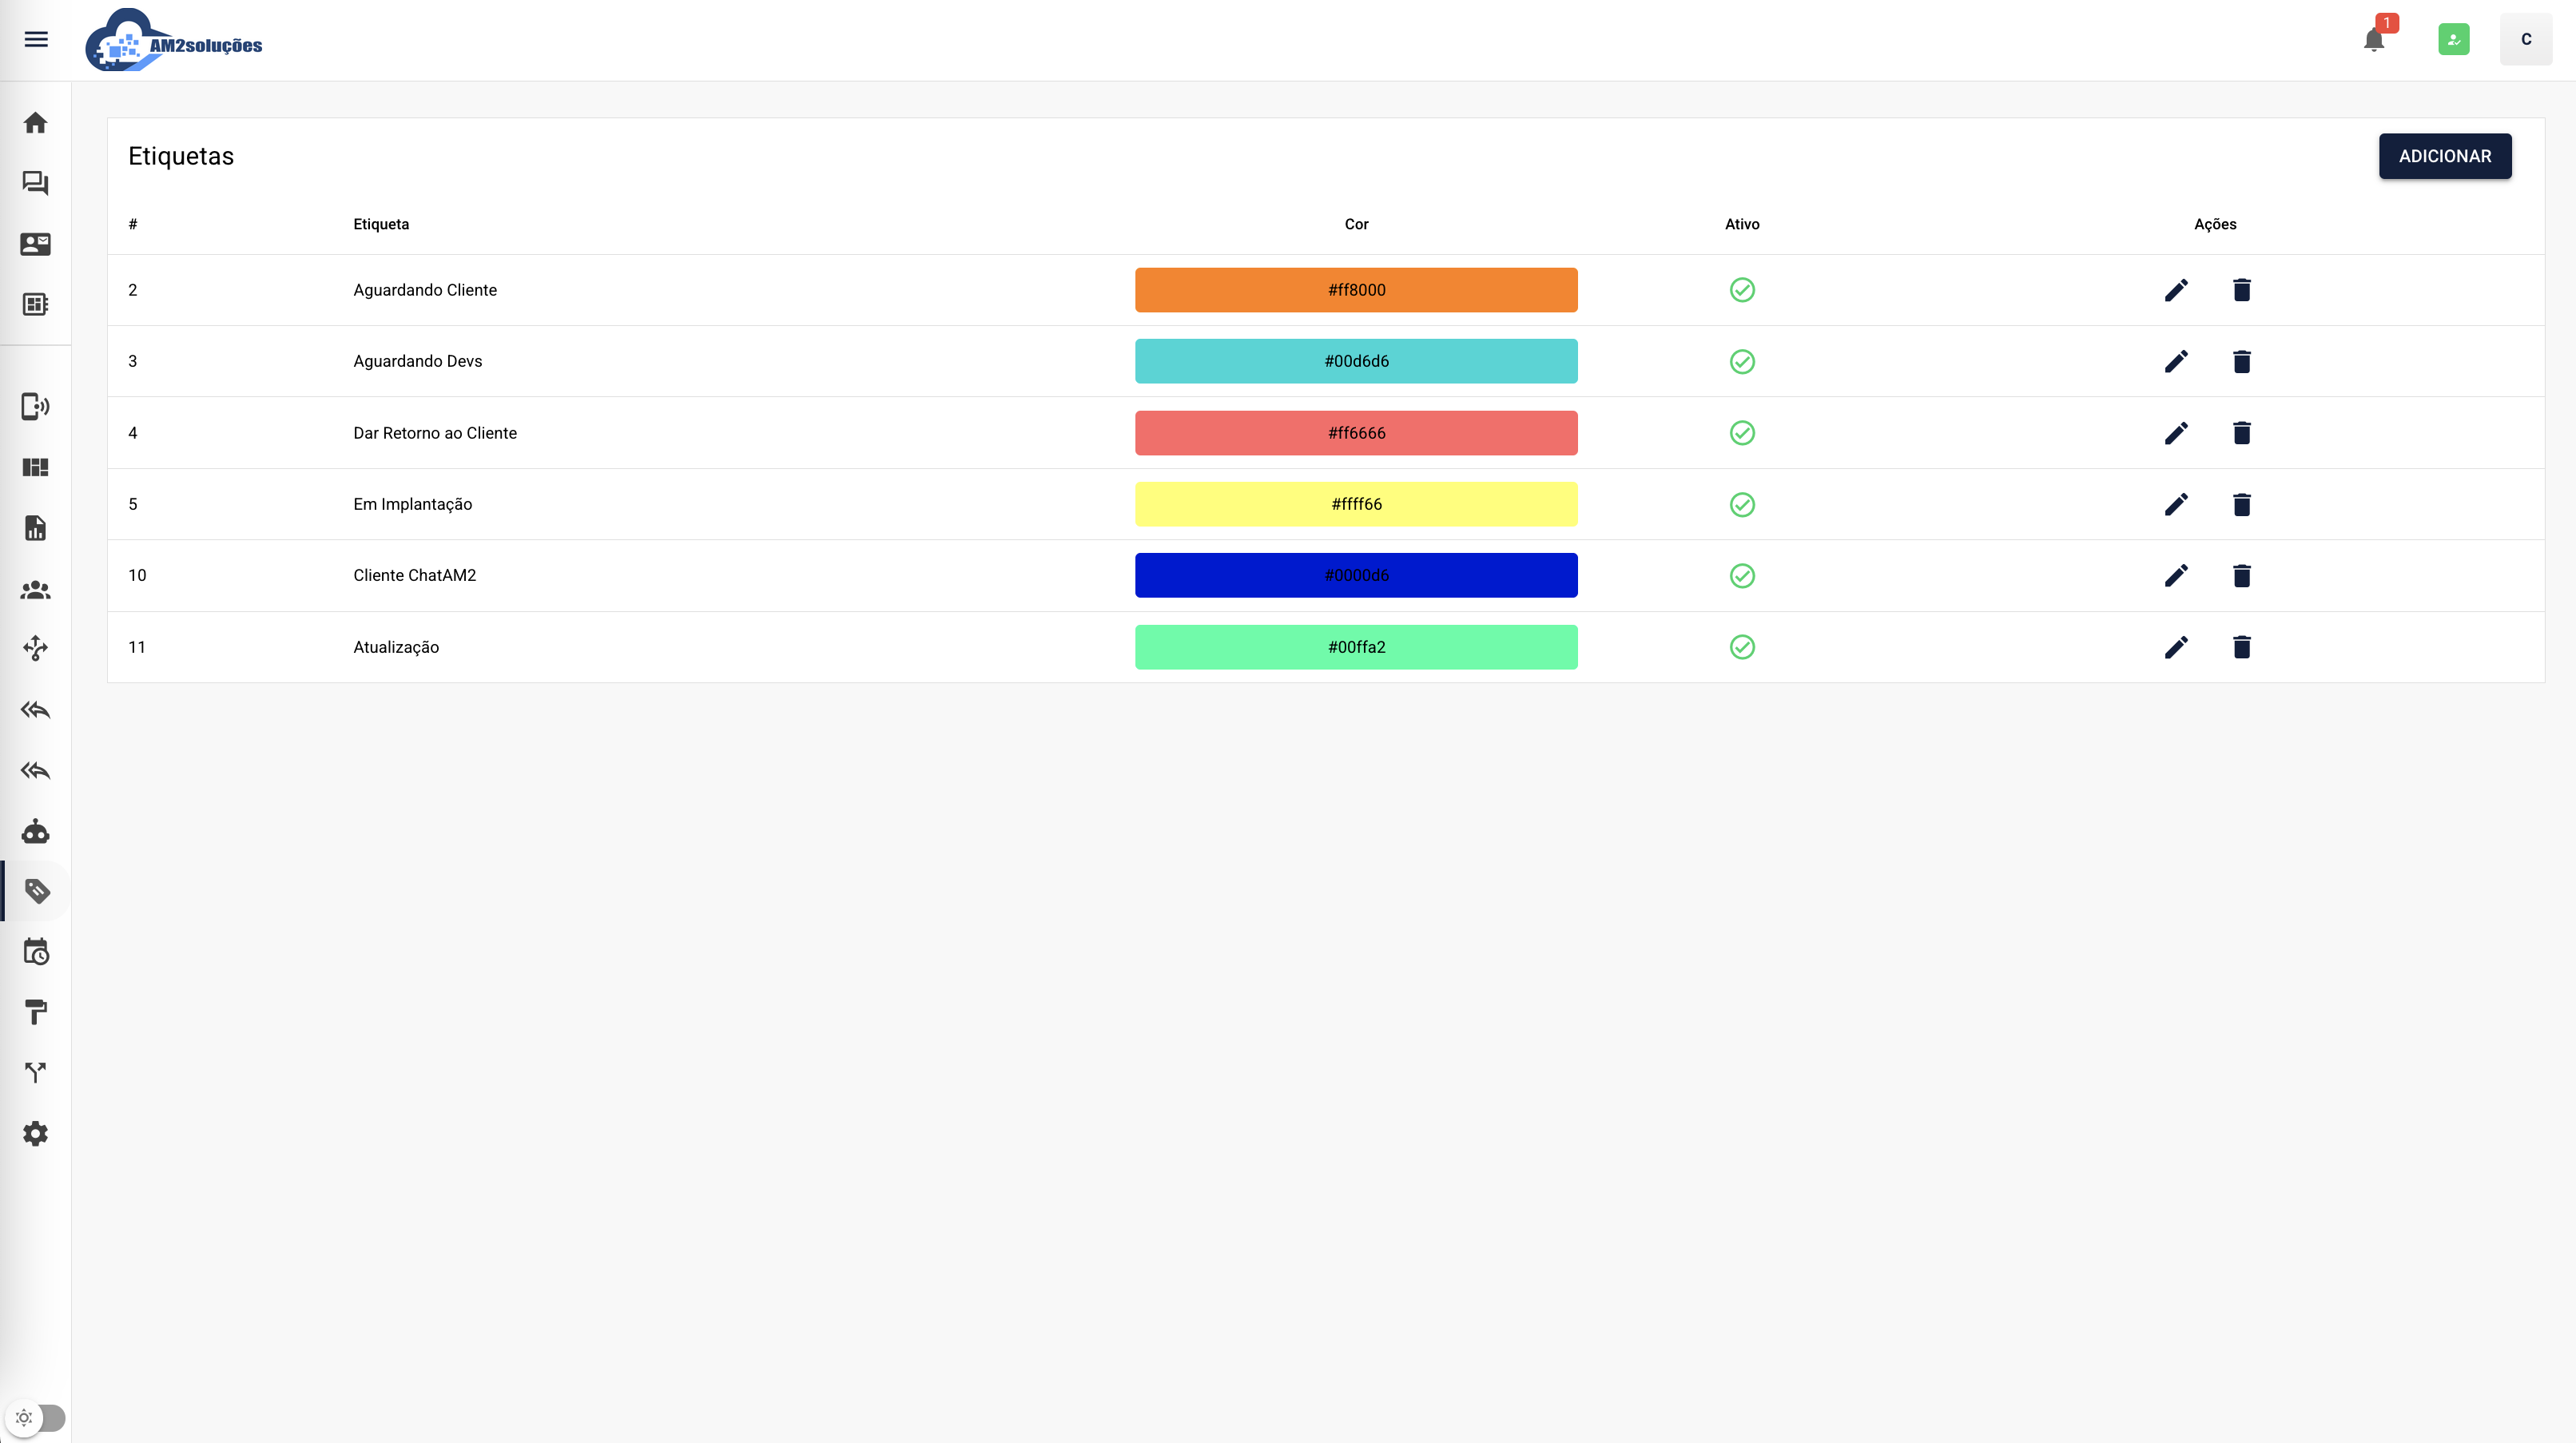 AM2soluções
1
C
Etiquetas
ADICIONAR
# Etiqueta Cor Ativo Ações
2 Aguardando Cliente #ff8000
3 Aguardando Devs #00d6d6
4 Dar Retorno ao Cliente #ff6666
5 Em Implantação #ffff66
10 Cliente ChatAM2 #0000d6
11 Atualização #00ffa2